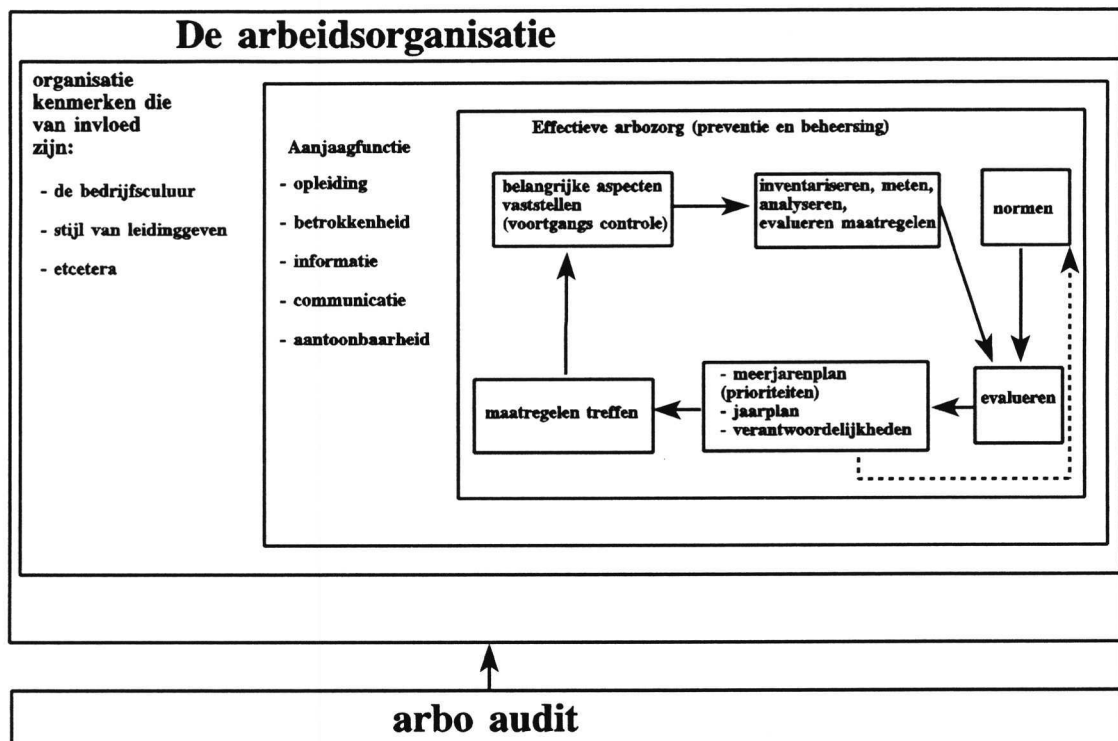 De arbeidsorganisatie
organisatie
kenmerken die
van invloed
zijn:
- de bedrijfsculuur
- stijl van leidinggeven
- etcetera
Aanjaagfunctie
- opleiding
- betrokkenheid
- informatie
- communicatie
- aantoonbaarheid
Effectieve arbozorg (preventie en beheersing)
belangrijke aspecten
vaststellen
(voortgangs controle)
inventariseren, meten,
analyseren,
evalueren maatregelen
normen
maatregelen treffen
- meerjarenplan
(prioriteiten)
- jaarplan
- verantwoordelijkheden
evalueren
arbo audit